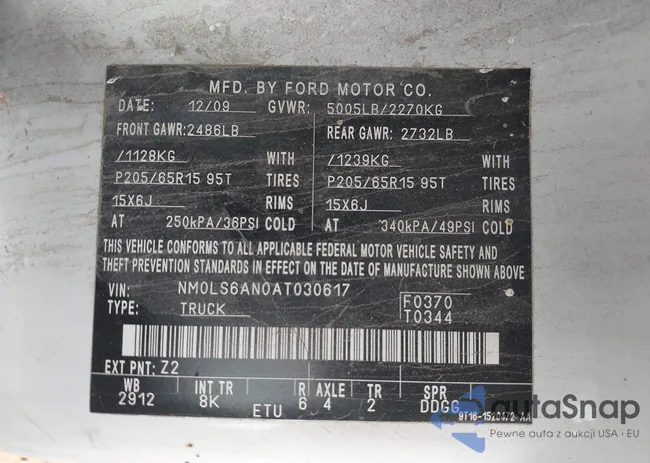 MFD. BY FORD MOTOR CO.
DATE: 12/09 GVWR: 5005LB/2270KG
FRONT GAWR:2486LB REAR GAWR: 2732LB
/1128KG WITH /1239KG WITH
P205/65R15 95T TIRES P205/65R15 95T TIRES
15X6J RIMS 15X6J RIMS
AT 250kPA/36PSI COLD AT 340kPA/49PSI COLD
THIS VEHICLE CONFORMS TO ALL APPLICABLE FEDERAL MOTOR VEHICLE SAFETY AND
THEFT PREVENTION STANDARDS IN EFFECT ON THE DATE OF MANUFACTURE SHOWN ABOVE
VIN: NM0LS6AN0AT030617 F0370
TYPE: TRUCK T0344
EXT PNT: Z2
WB INT TR R AXLE TR SPR
2912 8K 6 4 2 DDGG
ETU
autoSnap
Pewne auta z aukcji USA i EU